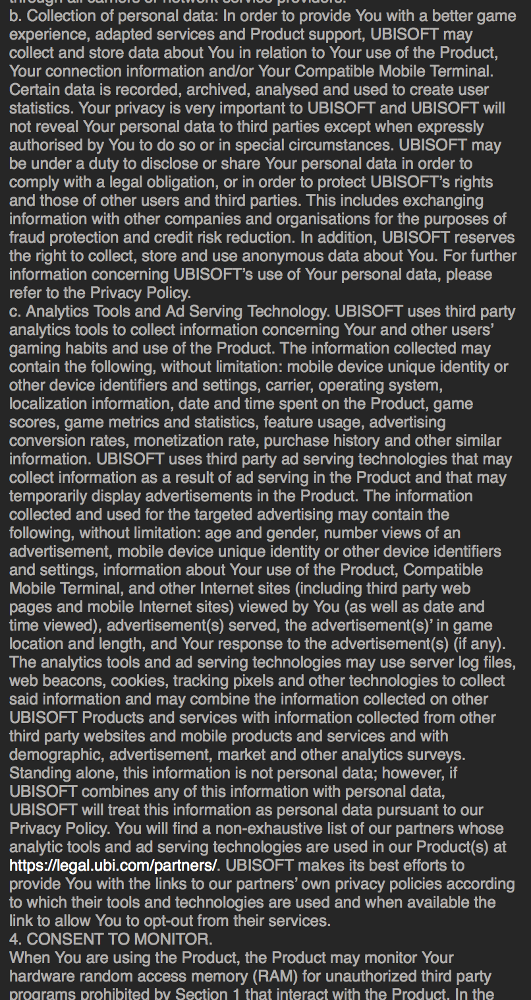 through all carriers or network service providers.
b. Collection of personal data: In order to provide You with a better game
experience, adapted services and Product support, UBISOFT may
collect and store data about You in relation to Your use of the Product,
Your connection information and/or Your Compatible Mobile Terminal.
Certain data is recorded, archived, analysed and used to create user
statistics. Your privacy is very important to UBISOFT and UBISOFT will
not reveal Your personal data to third parties except when expressly
authorised by You to do so or in special circumstances. UBISOFT may
be under a duty to disclose or share Your personal data in order to
comply with a legal obligation, or in order to protect UBISOFT’s rights
and those of other users and third parties. This includes exchanging
information with other companies and organisations for the purposes of
fraud protection and credit risk reduction. In addition, UBISOFT reserves
the right to collect, store and use anonymous data about You. For further
information concerning UBISOFT’s use of Your personal data, please
refer to the Privacy Policy.
c. Analytics Tools and Ad Serving Technology. UBISOFT uses third party
analytics tools to collect information concerning Your and other users’
gaming habits and use of the Product. The information collected may
contain the following, without limitation: mobile device unique identity or
other device identifiers and settings, carrier, operating system,
localization information, date and time spent on the Product, game
scores, game metrics and statistics, feature usage, advertising
conversion rates, monetization rate, purchase history and other similar
information. UBISOFT uses third party ad serving technologies that may
collect information as a result of ad serving in the Product and that may
temporarily display advertisements in the Product. The information
collected and used for the targeted advertising may contain the
following, without limitation: age and gender, number views of an
advertisement, mobile device unique identity or other device identifiers
and settings, information about Your use of the Product, Compatible
Mobile Terminal, and other Internet sites (including third party web
pages and mobile Internet sites) viewed by You (as well as date and
time viewed), advertisement(s) served, the advertisement(s)’ in game
location and length, and Your response to the advertisement(s) (if any).
The analytics tools and ad serving technologies may use server log files,
web beacons, cookies, tracking pixels and other technologies to collect
said information and may combine the information collected on other
UBISOFT Products and services with information collected from other
third party websites and mobile products and services and with
demographic, advertisement, market and other analytics surveys.
Standing alone, this information is not personal data; however, if
UBISOFT combines any of this information with personal data,
UBISOFT will treat this information as personal data pursuant to our
Privacy Policy. You will find a non-exhaustive list of our partners whose
analytic tools and ad serving technologies are used in our Product(s) at
https://legal.ubi.com/partners/. UBISOFT makes its best efforts to
provide You with the links to our partners’ own privacy policies according
to which their tools and technologies are used and when available the
link to allow You to opt-out from their services.
4. CONSENT TO MONITOR.
When You are using the Product, the Product may monitor Your
hardware random access memory (RAM) for unauthorized third party
programs prohibited by Section 1 that interact with the Product. In the